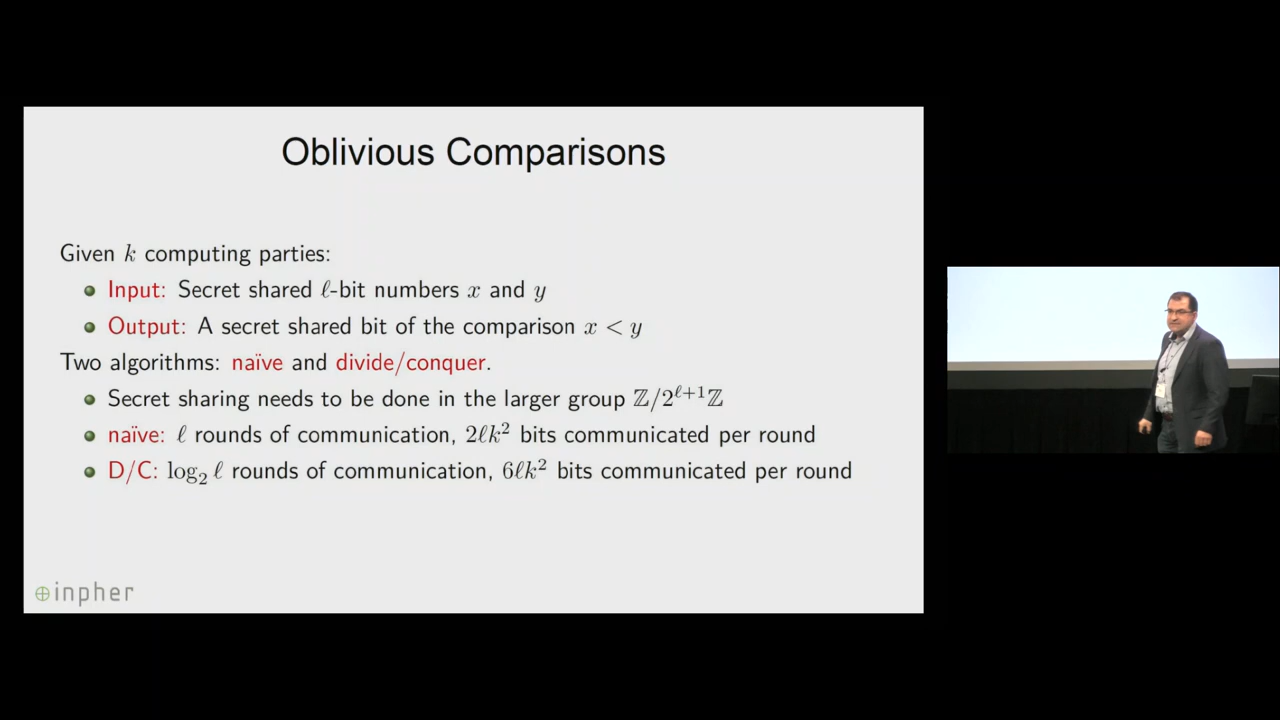 Oblivious Comparisons
Given k computing parties:
Input: Secret shared ℓ-bit numbers x and y
Output: A secret shared bit of the comparison x < y
Two algorithms: naïve and divide/conquer.
Secret sharing needs to be done in the larger group ℤ/2^{ℓ+1}ℤ
naïve: ℓ rounds of communication, 2ℓk² bits communicated per round
D/C: log₂ ℓ rounds of communication, 6ℓk² bits communicated per round
inpher